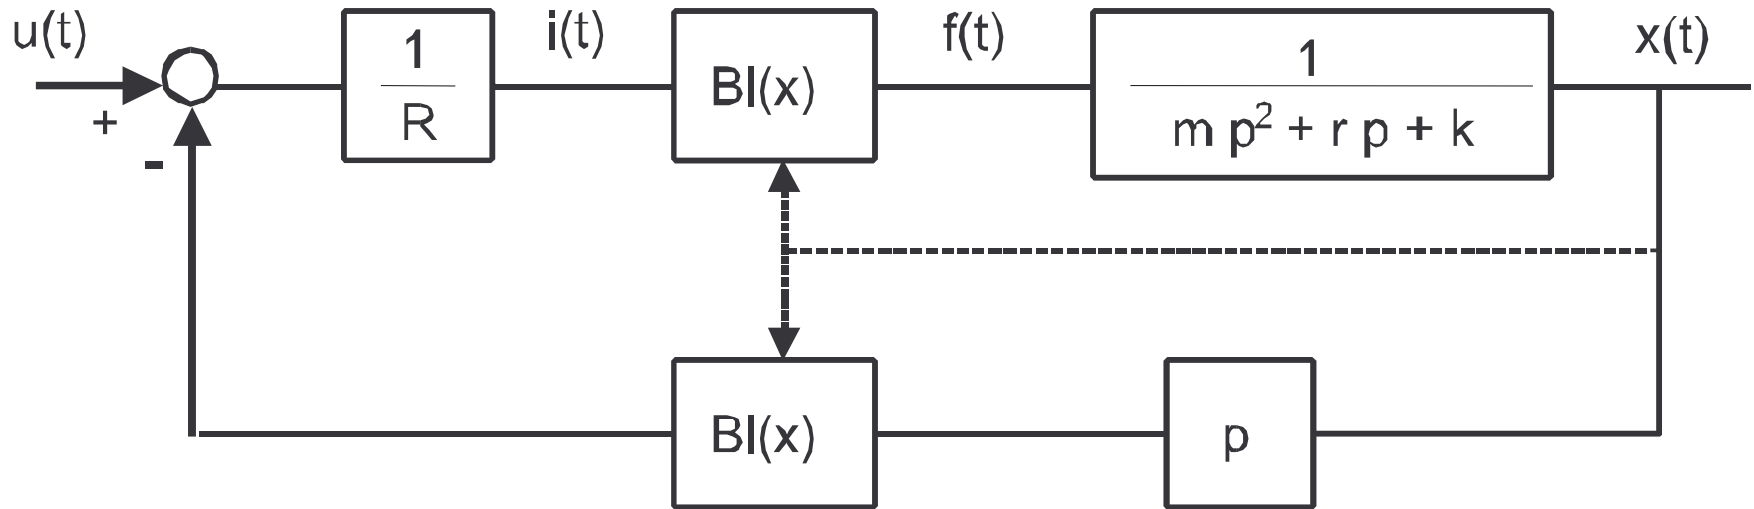 u(t)
+
-
1
R
i(t)
Bl(x)
f(t)
1
m p² + r p + k
x(t)
Bl(x)
p